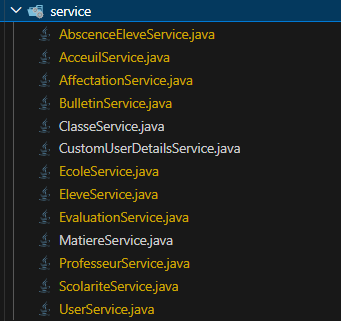 service
AbscenceEleveService.java
AcceuilService.java
AffectationService.java
BulletinService.java
ClasseService.java
CustomUserDetailsService.java
EcoleService.java
EleveService.java
EvaluationService.java
MatiereService.java
ProfesseurService.java
ScolariteService.java
UserService.java